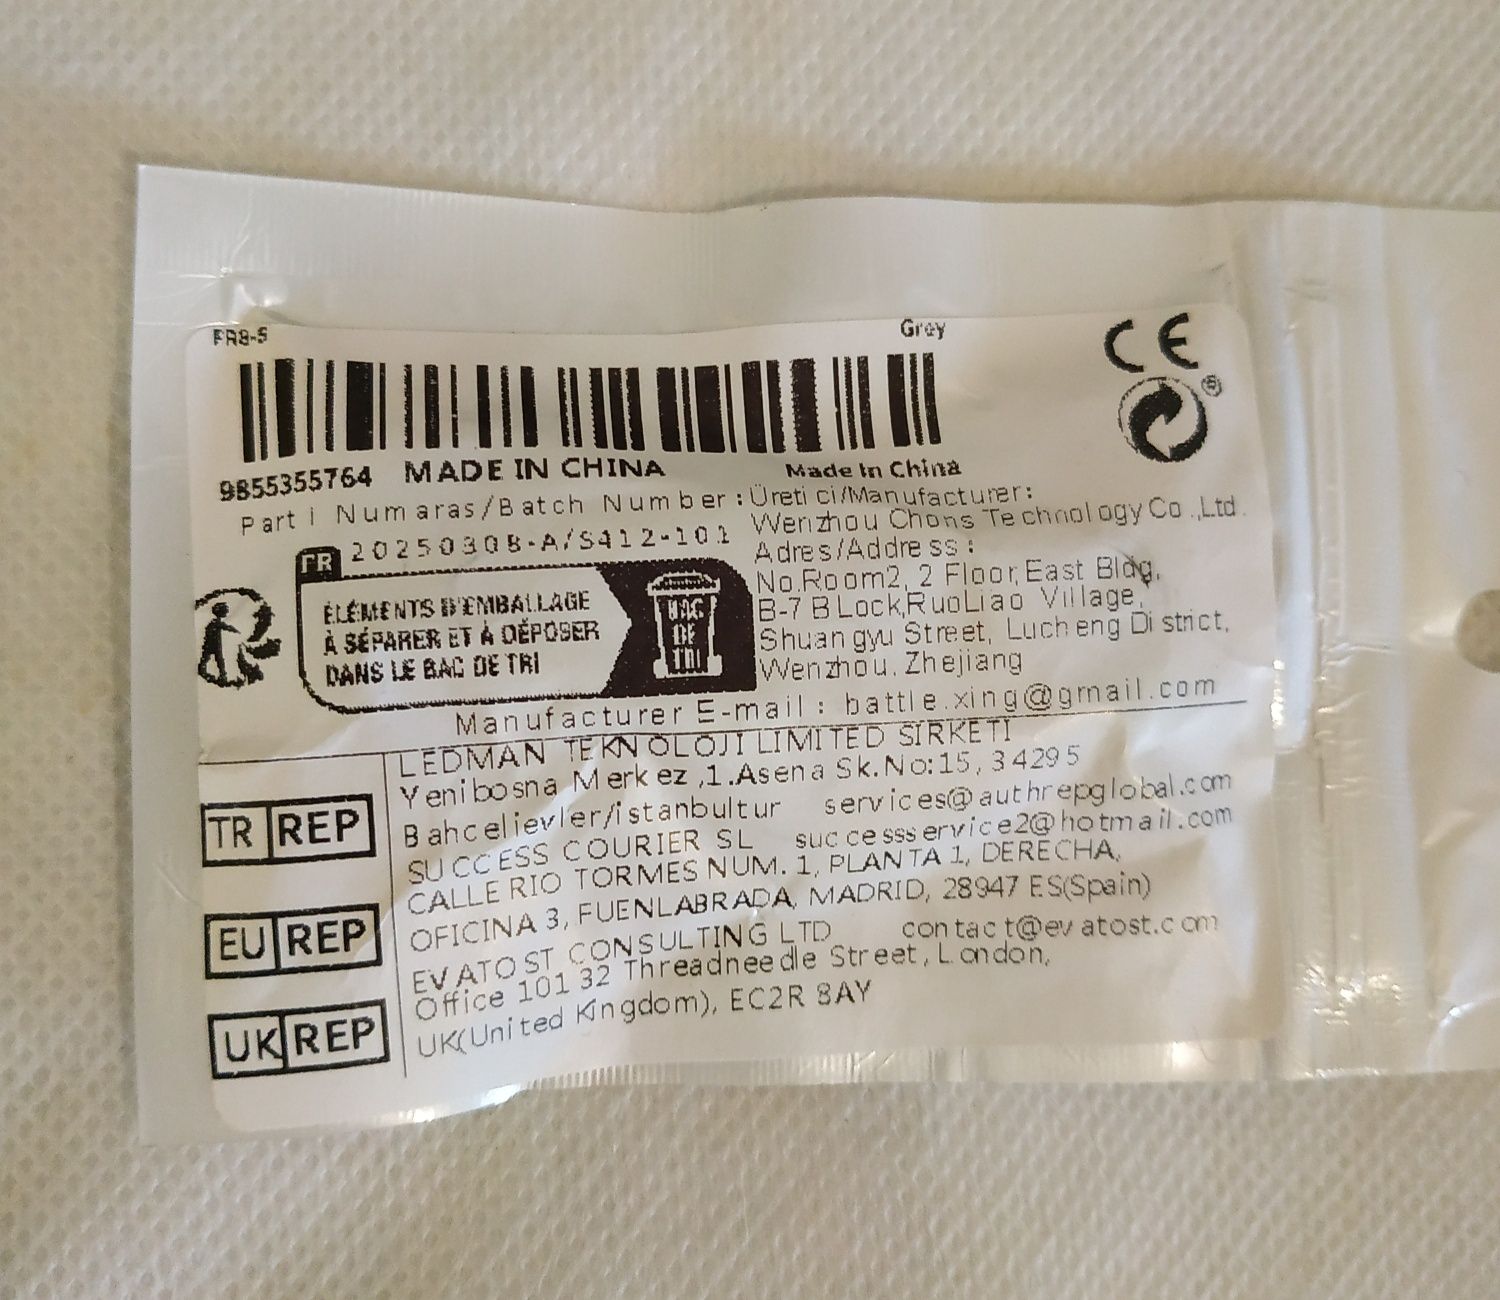 FR8-5
Grey
CE
9855355764 MADE IN CHINA
Made In China
Parti Numaras/Batch Number:
20250308-A/S412-101
Üretici/Manufacturer:
Wenzhou Chons Technology Co.,Ltd.
Adres/Address:
No.Room2, 2 Floor,East Bldg,
B-7 BLock,RuoLiao Village,
Shuangyu Street, Lucheng District,
Wenzhou, Zhejiang
FR
ÉLÉMENTS D'EMBALLAGE
À SÉPARER ET À DÉPOSER
DANS LE BAC DE TRI
BAC
DE
TRI
Manufacturer E-mail: battle.xing@gmail.com
TR REP
LEDMAN TEKNOLOJI LIMITED SIRKETI
Yenibosna Merkez ,1.Asena Sk.No:15, 34295
Bahcelievler/istanbultur services@authrepglobal.com
EU REP
SUCCESS COURIER SL successservice2@hotmail.com
CALLE RIO TORMES NUM. 1, PLANTA 1, DERECHA,
OFICINA 3, FUENLABRADA, MADRID, 28947 ES(Spain)
UK REP
EVATOST CONSULTING LTD contact@evatost.com
Office 101 32 Threadneedle Street, London,
UK(United Kingdom), EC2R 8AY